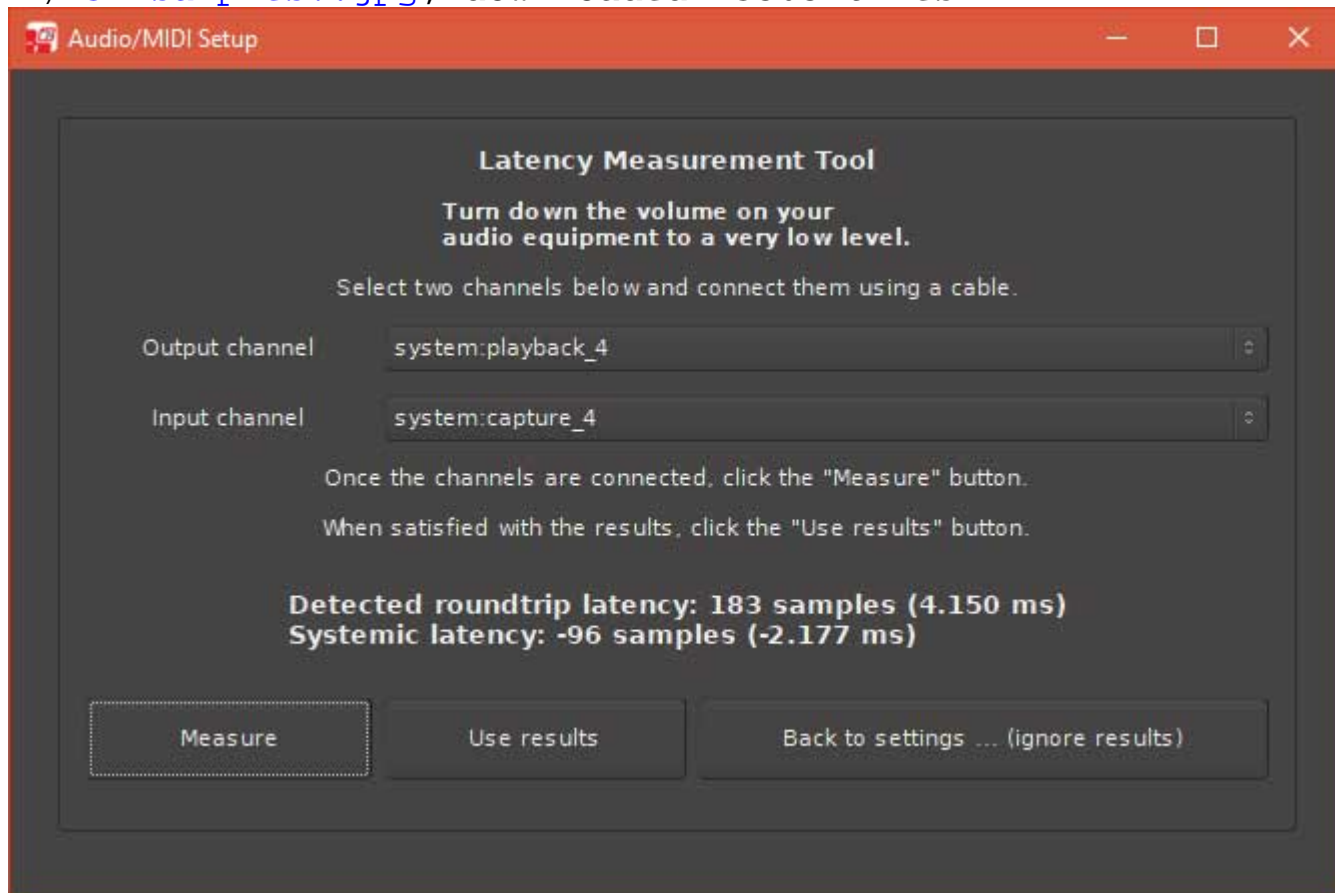 Audio/MIDI Setup
Latency Measurement Tool
Turn down the volume on your
audio equipment to a very low level.
Select two channels below and connect them using a cable.
Output channel system:playback_4
Input channel system:capture_4
Once the channels are connected, click the "Measure" button.
When satisfied with the results, click the "Use results" button.
Detected roundtrip latency: 183 samples (4.150 ms)
Systemic latency: -96 samples (-2.177 ms)
Measure Use results Back to settings ... (ignore results)